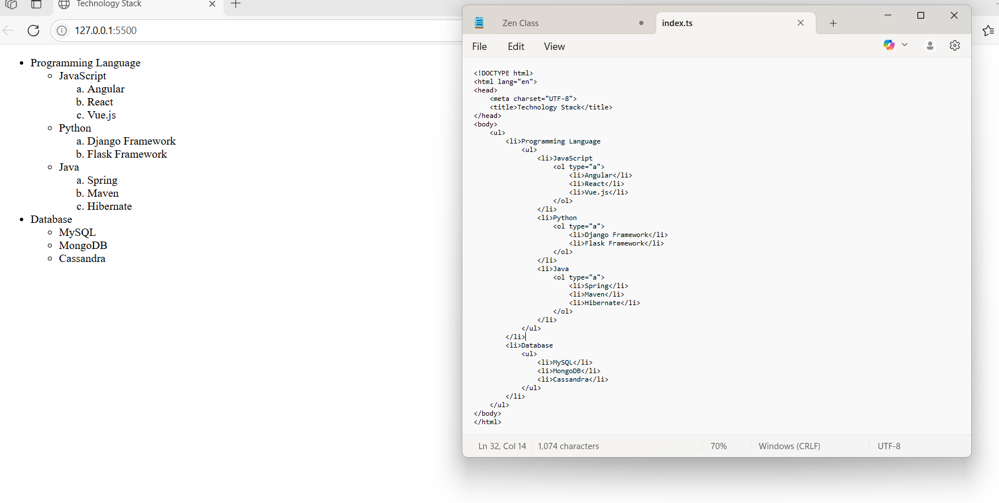 Technology Stack
127.0.0.1:5500
Programming Language
JavaScript
a. Angular
b. React
c. Vue.js
Python
a. Django Framework
b. Flask Framework
Java
a. Spring
b. Maven
c. Hibernate
Database
MySQL
MongoDB
Cassandra
Zen Class
index.ts
File Edit View
<!DOCTYPE html>
<html lang="en">
<head>
    <meta charset="UTF-8">
    <title>Technology Stack</title>
</head>
<body>
    <ul>
        <li>Programming Language
            <ul>
                <li>JavaScript
                    <ol type="a">
                        <li>Angular</li>
                        <li>React</li>
                        <li>Vue.js</li>
                    </ol>
                </li>
                <li>Python
                    <ol type="a">
                        <li>Django Framework</li>
                        <li>Flask Framework</li>
                    </ol>
                </li>
                <li>Java
                    <ol type="a">
                        <li>Spring</li>
                        <li>Maven</li>
                        <li>Hibernate</li>
                    </ol>
                </li>
            </ul>
        </li>
        <li>Database
            <ul>
                <li>MySQL</li>
                <li>MongoDB</li>
                <li>Cassandra</li>
            </ul>
        </li>
    </ul>
</body>
</html>
Ln 32, Col 14 1,074 characters 70% Windows (CRLF) UTF-8